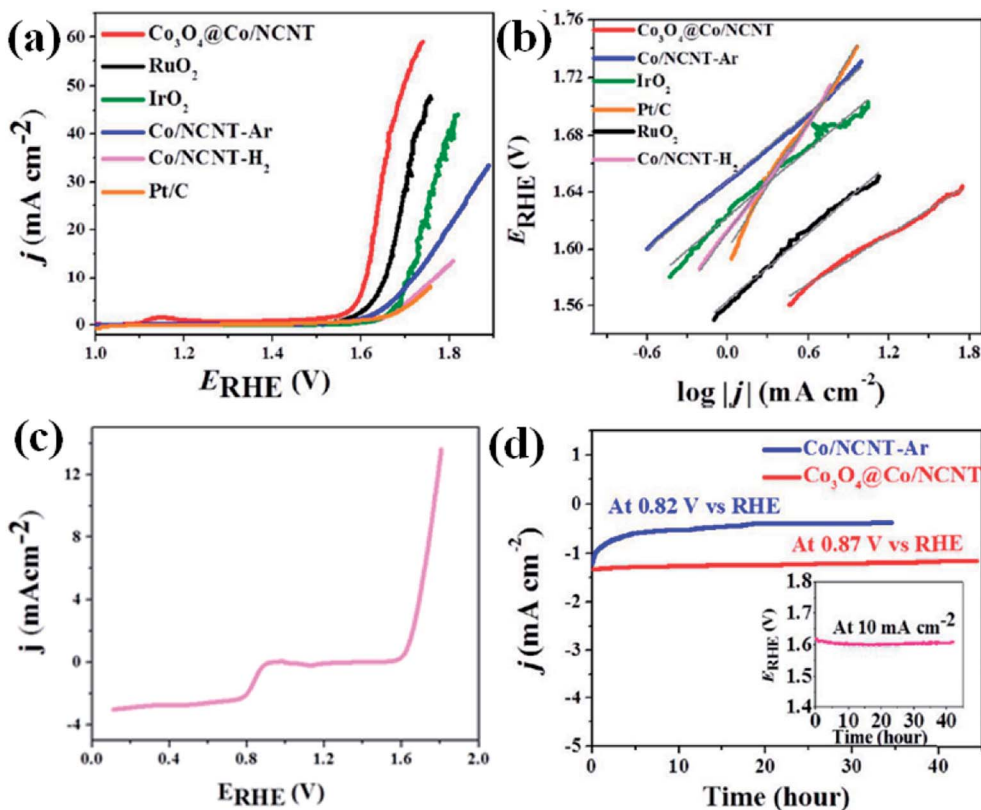 (a)
Co₃O₄@Co/NCNT
RuO₂
IrO₂
Co/NCNT-Ar
Co/NCNT-H₂
Pt/C
60
50
40
30
20
10
0
j (mA cm⁻²)
1.0 1.2 1.4 1.6 1.8
E_RHE (V)
(b)
Co₃O₄@Co/NCNT
Co/NCNT-Ar
IrO₂
Pt/C
RuO₂
Co/NCNT-H₂
1.76
1.72
1.68
1.64
1.60
1.56
E_RHE (V)
-0.6 0.0 0.6 1.2 1.8
log |j| (mA cm⁻²)
(c)
12
8
4
0
-4
j (mAcm⁻²)
0.0 0.4 0.8 1.2 1.6 2.0
E_RHE (V)
(d)
Co/NCNT-Ar
Co₃O₄@Co/NCNT
At 0.82 V vs RHE
At 0.87 V vs RHE
1
0
-1
-2
-3
-4
-5
j (mA cm⁻²)
0 10 20 30 40
Time (hour)
1.8
1.7
1.6
1.5
1.4
E_RHE (V)
At 10 mA cm⁻²
0 10 20 30 40
Time (hour)